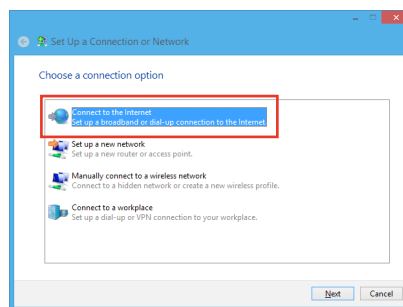 Set Up a Connection or Network
Choose a connection option
Connect to the Internet
Set up a broadband or dial-up connection to the Internet.
Set up a new network
Set up a new router or access point.
Manually connect to a wireless network
Connect to a hidden network or create a new wireless profile.
Connect to a workplace
Set up a dial-up or VPN connection to your workplace.
Next Cancel